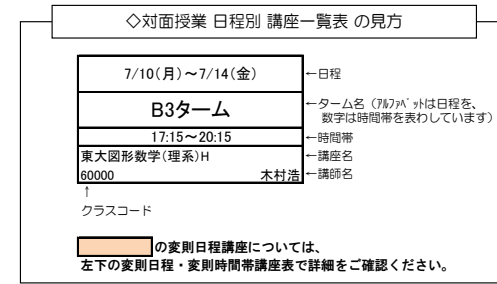 ◇対面授業 日程別 講座一覧表 の見方
7/10(月)～7/14(金) ←日程
B3ターム ←ターム名（ｱﾙﾌｧﾍﾞｯﾄは日程を、
数字は時間帯を表わしています）
17:15～20:15 ←時間帯
東大図形数学(理系)H ←講座名
60000 木村浩 ←講師名
↑
クラスコード
の変則日程講座については、
左下の変則日程・変則時間帯講座表で詳細をご確認ください。